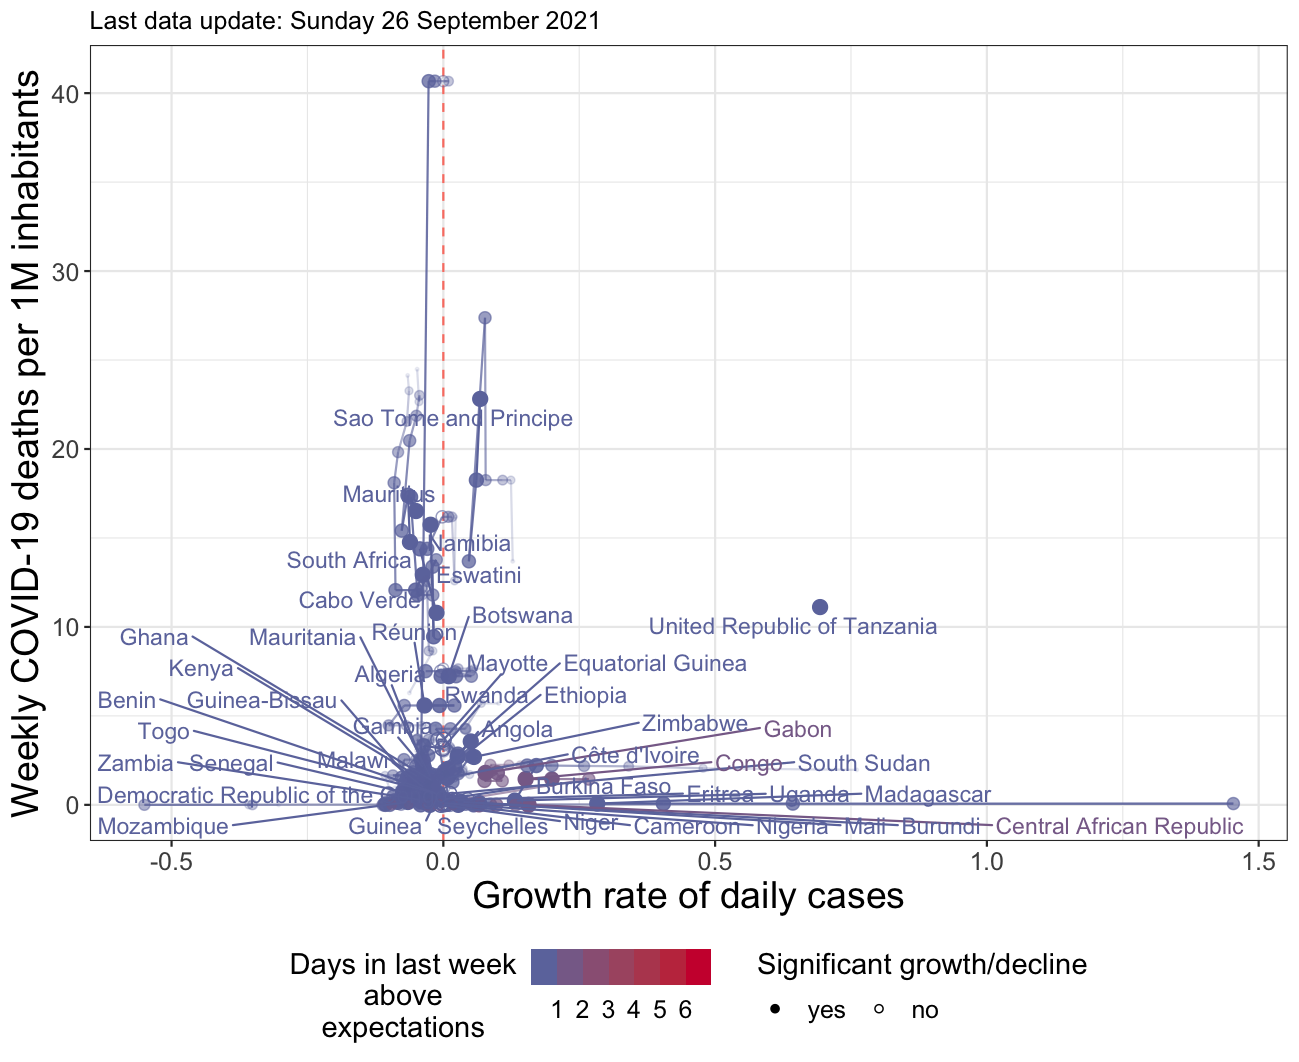 Last data update: Sunday 26 September 2021
Weekly COVID-19 deaths per 1M inhabitants
40
30
20
10
0
Sao Tome and Principe
Mauritius
Namibia
South Africa
Eswatini
Cabo Verde
Botswana
United Republic of Tanzania
Ghana
Mauritania
Réunion
Kenya
Algeria
Mayotte
Equatorial Guinea
Benin
Guinea-Bissau
Rwanda
Ethiopia
Togo
Gambia
Angola
Zimbabwe
Gabon
Zambia
Senegal
Malawi
Côte d'Ivoire
Congo
South Sudan
Democratic Republic of the
Burkina Faso
Eritrea
Uganda
Madagascar
Mozambique
Guinea
Seychelles
Niger
Cameroon
Nigeria
Mali
Burundi
Central African Republic
-0.5
0.0
0.5
1.0
1.5
Growth rate of daily cases
Days in last week
above
expectations
1 2 3 4 5 6
Significant growth/decline
yes
no